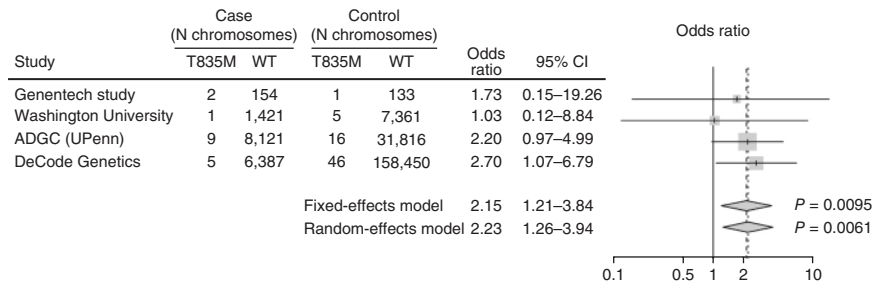 Case
(N chromosomes)
Control
(N chromosomes)
Odds ratio
Study T835M WT T835M WT Odds ratio 95% CI
Genentech study 2 154 1 133 1.73 0.15–19.26
Washington University 1 1,421 5 7,361 1.03 0.12–8.84
ADGC (UPenn) 9 8,121 16 31,816 2.20 0.97–4.99
DeCode Genetics 5 6,387 46 158,450 2.70 1.07–6.79
Fixed-effects model 2.15 1.21–3.84 P = 0.0095
Random-effects model 2.23 1.26–3.94 P = 0.0061
0.1 0.5 1 2 10